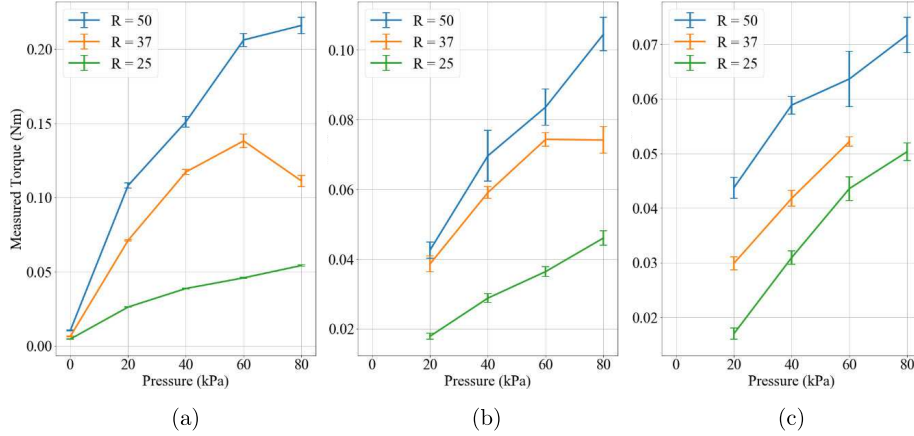 R = 50
R = 37
R = 25
0.20
0.15
0.10
0.05
0.00
Measured Torque (Nm)
0 20 40 60 80
Pressure (kPa)
(a)
R = 50
R = 37
R = 25
0.10
0.08
0.06
0.04
0.02
0 20 40 60 80
Pressure (kPa)
(b)
R = 50
R = 37
R = 25
0.07
0.06
0.05
0.04
0.03
0.02
0 20 40 60 80
Pressure (kPa)
(c)